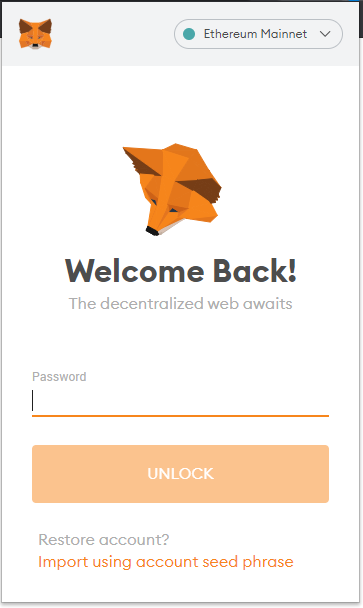 Ethereum Mainnet
Welcome Back!
The decentralized web awaits
Password
UNLOCK
Restore account?
Import using account seed phrase